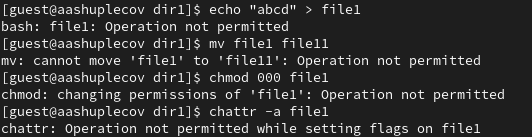 [guest@aashuplecov dir1]$ echo "abcd" > file1
bash: file1: Operation not permitted
[guest@aashuplecov dir1]$ mv file1 file11
mv: cannot move 'file1' to 'file11': Operation not permitted
[guest@aashuplecov dir1]$ chmod 000 file1
chmod: changing permissions of 'file1': Operation not permitted
[guest@aashuplecov dir1]$ chattr -a file1
chattr: Operation not permitted while setting flags on file1